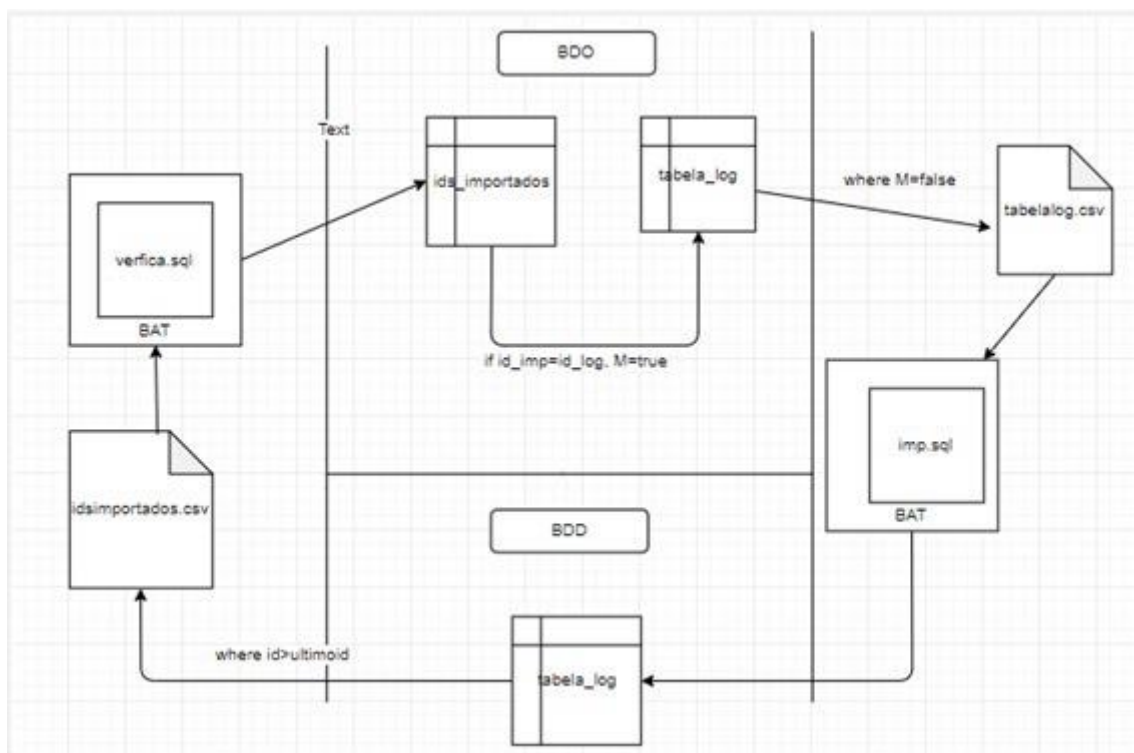 BDO
Text
ids_importados
tabela_log
where M=false
tabelalog.csv
verfica.sql
BAT
if id_imp=id_log, M=true
imp.sql
BAT
idsimportados.csv
BDD
where id>ultimoid
tabela_log